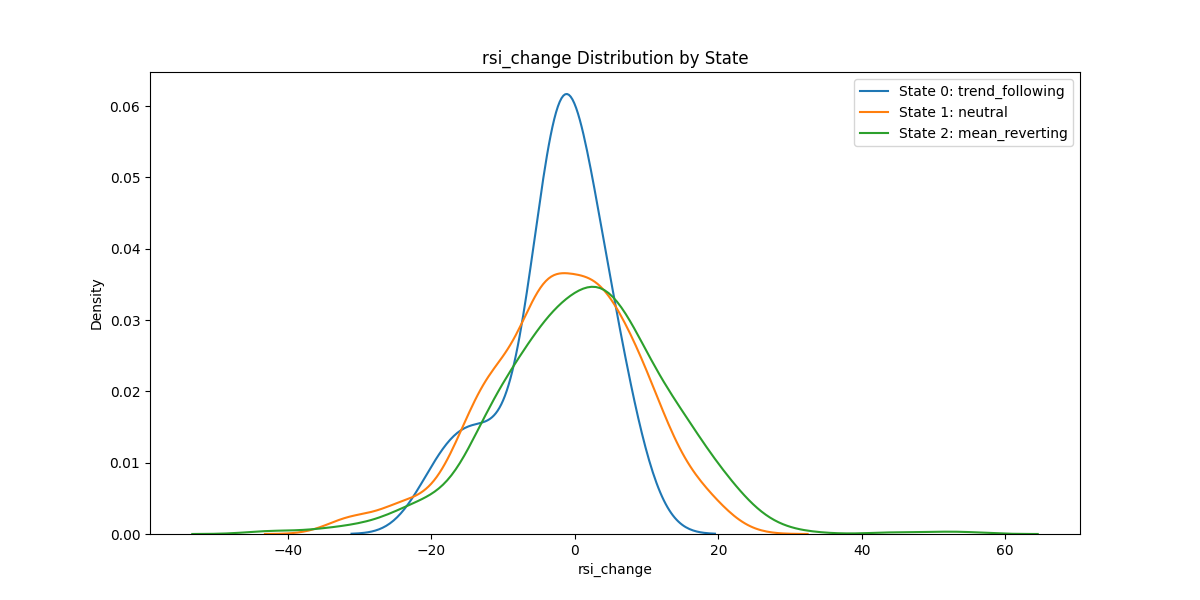 rsi_change Distribution by State
State 0: trend_following
State 1: neutral
State 2: mean_reverting
Density
0.06
0.05
0.04
0.03
0.02
0.01
0.00
−40
−20
0
20
40
60
rsi_change